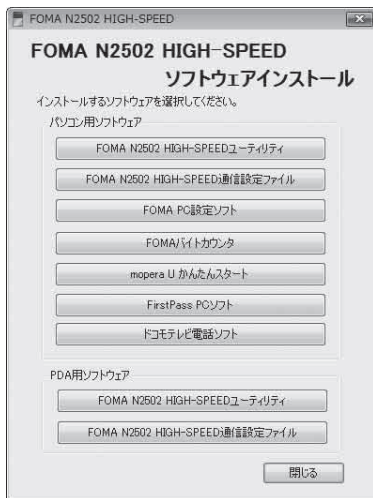 FOMA N2502 HIGH-SPEED
FOMA N2502 HIGH-SPEED
ソフトウェアインストール
インストールするソフトウェアを選択してください。
パソコン用ソフトウェア
FOMA N2502 HIGH-SPEEDユーティリティ
FOMA N2502 HIGH-SPEED通信設定ファイル
FOMA PC設定ソフト
FOMAバイトカウンタ
mopera U かんたんスタート
FirstPass PCソフト
ドコモテレビ電話ソフト
PDA用ソフトウェア
FOMA N2502 HIGH-SPEEDユーティリティ
FOMA N2502 HIGH-SPEED通信設定ファイル
閉じる